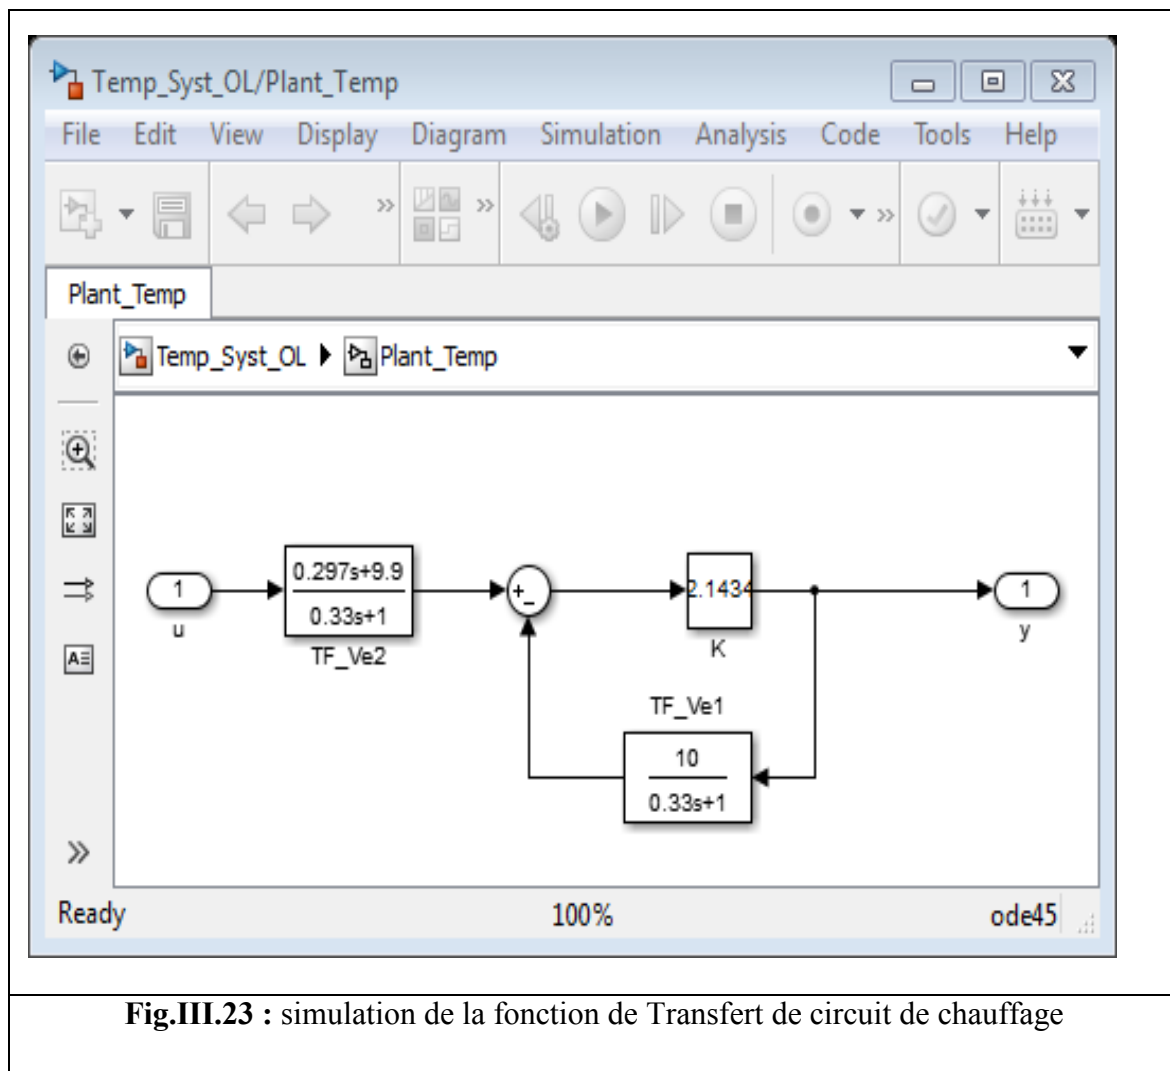 Temp_Syst_OL/Plant_Temp
File Edit View Display Diagram Simulation Analysis Code Tools Help
Plant_Temp
Temp_Syst_OL Plant_Temp
1
u
0.297s+9.9
0.33s+1
TF_Ve2
+
-
2.1434
K
1
y
TF_Ve1
10
0.33s+1
Ready 100% ode45
Fig.III.23 : simulation de la fonction de Transfert de circuit de chauffage